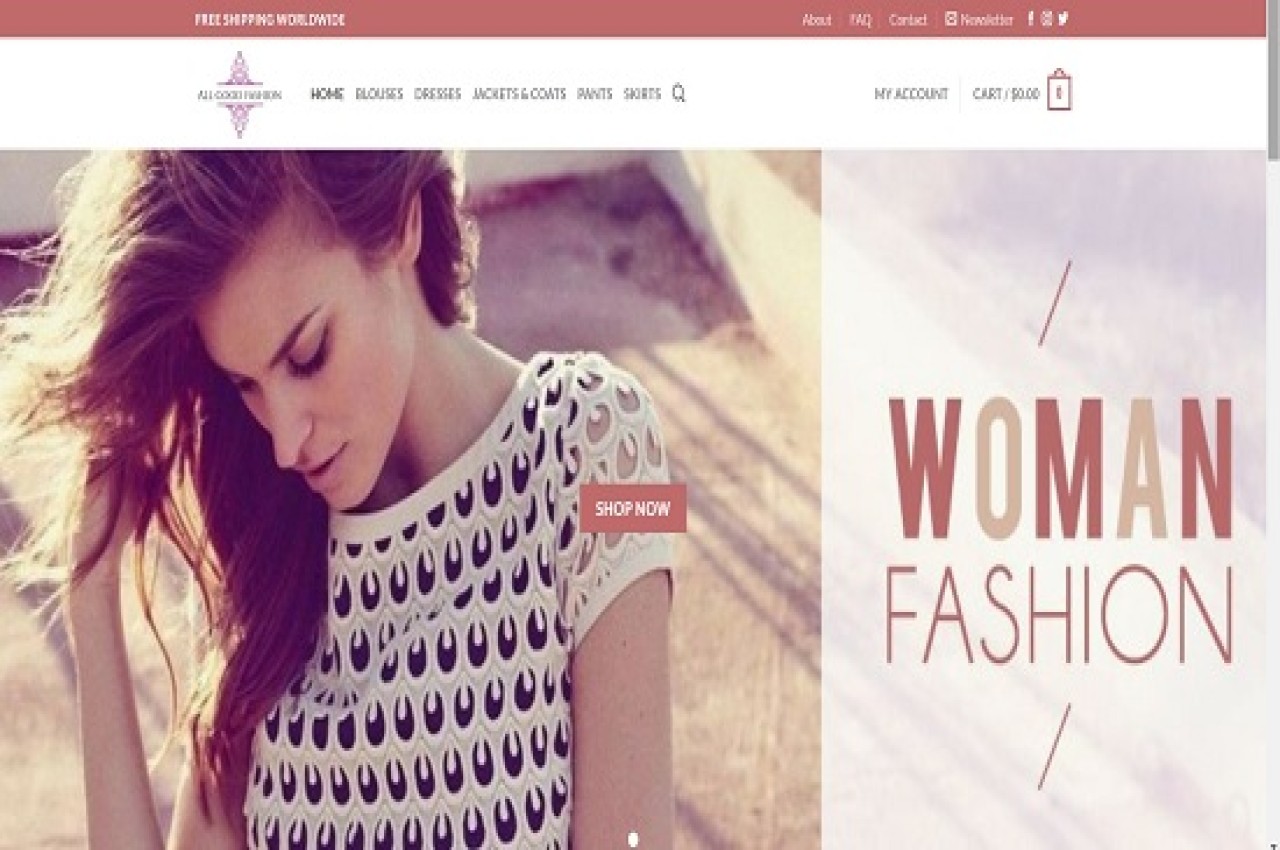 FREE SHIPPING WORLDWIDE
About FAQ Contact Newsletter
ALL GOOD FASHION
HOME BLOUSES DRESSES JACKETS & COATS PANTS SKIRTS
MY ACCOUNT CART / $0.00 0
SHOP NOW
WOMAN
FASHION